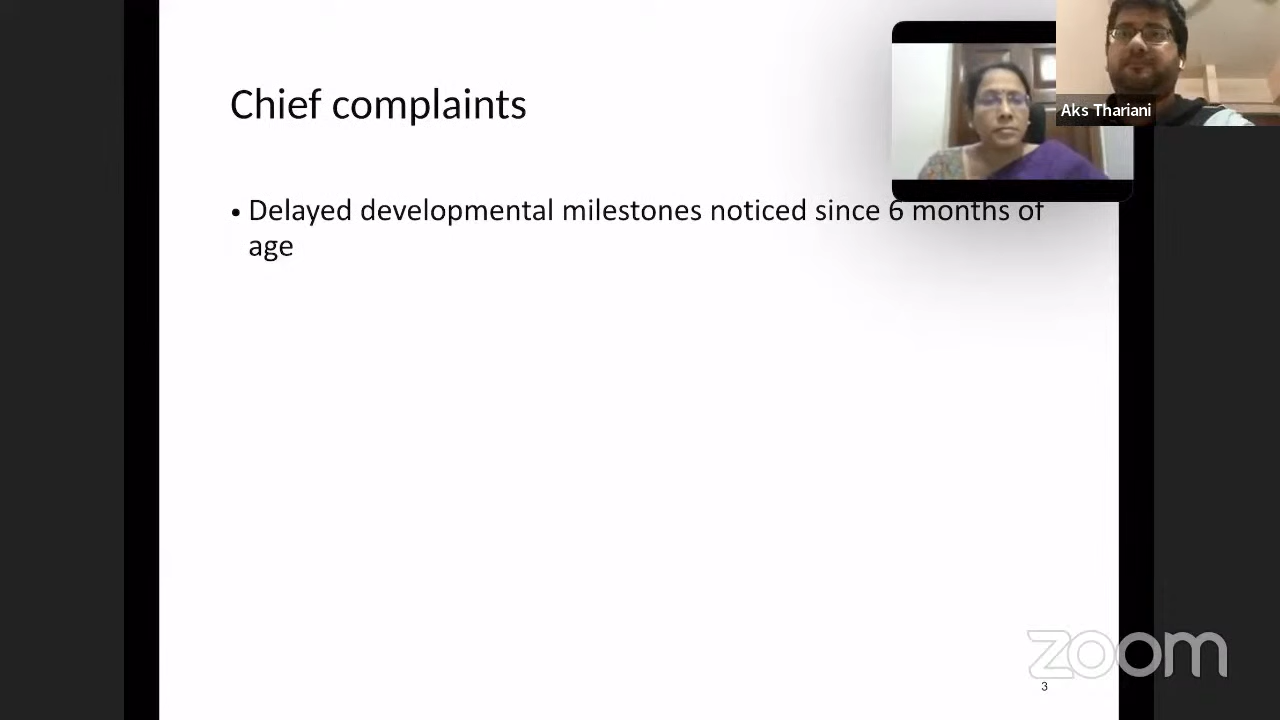 Chief complaints
Aks Thariani
• Delayed developmental milestones noticed since 6 months of
age
zoom
3